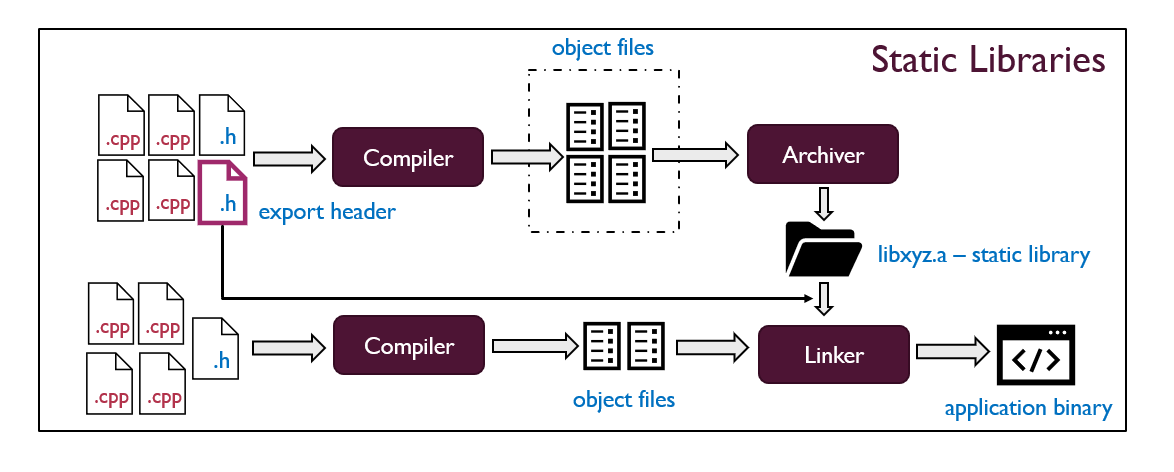 Static Libraries
object files
.cpp .cpp .h
Compiler
Archiver
.cpp .cpp .h
export header
libxyz.a – static library
.cpp .cpp
.h
Compiler
Linker
.cpp .cpp
object files
application binary